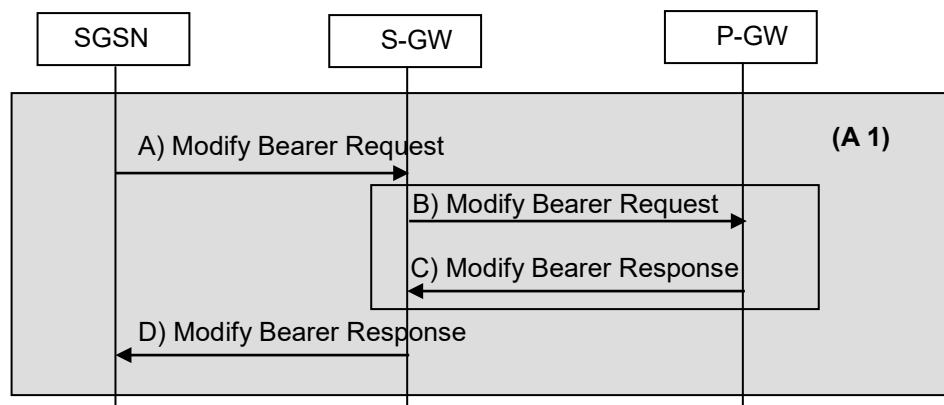 SGSN
S-GW
P-GW
(A 1)
A) Modify Bearer Request
B) Modify Bearer Request
C) Modify Bearer Response
D) Modify Bearer Response